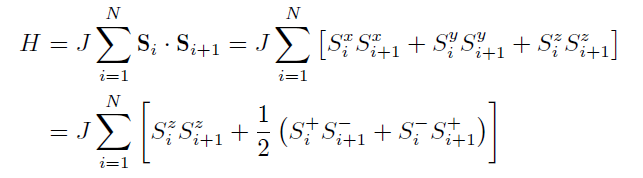 $H = J \sum_{i=1}^{N} \mathbf{S}_i \cdot \mathbf{S}_{i+1} = J \sum_{i=1}^{N} \left[ S_i^x S_{i+1}^x + S_i^y S_{i+1}^y + S_i^z S_{i+1}^z \right]$
$= J \sum_{i=1}^{N} \left[ S_i^z S_{i+1}^z + \frac{1}{2} \left( S_i^+ S_{i+1}^- + S_i^- S_{i+1}^+ \right) \right]$